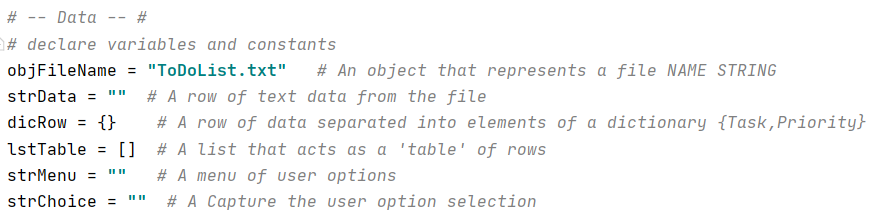 # -- Data -- #
# declare variables and constants
objFileName = "ToDoList.txt"   # An object that represents a file NAME STRING
strData = ""  # A row of text data from the file
dicRow = {}    # A row of data separated into elements of a dictionary {Task,Priority}
lstTable = []  # A list that acts as a 'table' of rows
strMenu = ""   # A menu of user options
strChoice = ""  # A Capture the user option selection